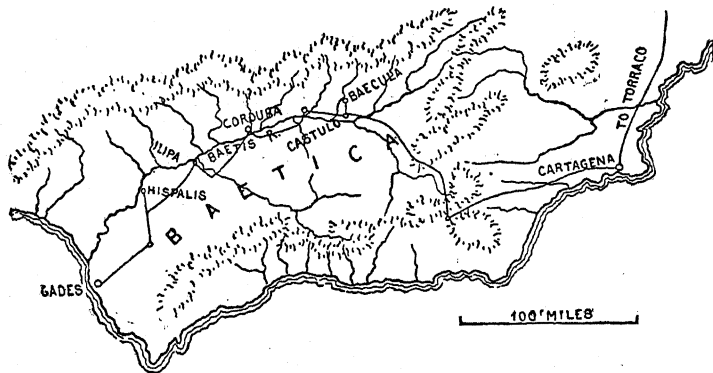 BAECULA
CORDUBA
TO TORRACO
ILIPA
BAETIS R.
CASTULO
CARTAGENA
HISPALIS
BAETICA
GADES
100 MILES